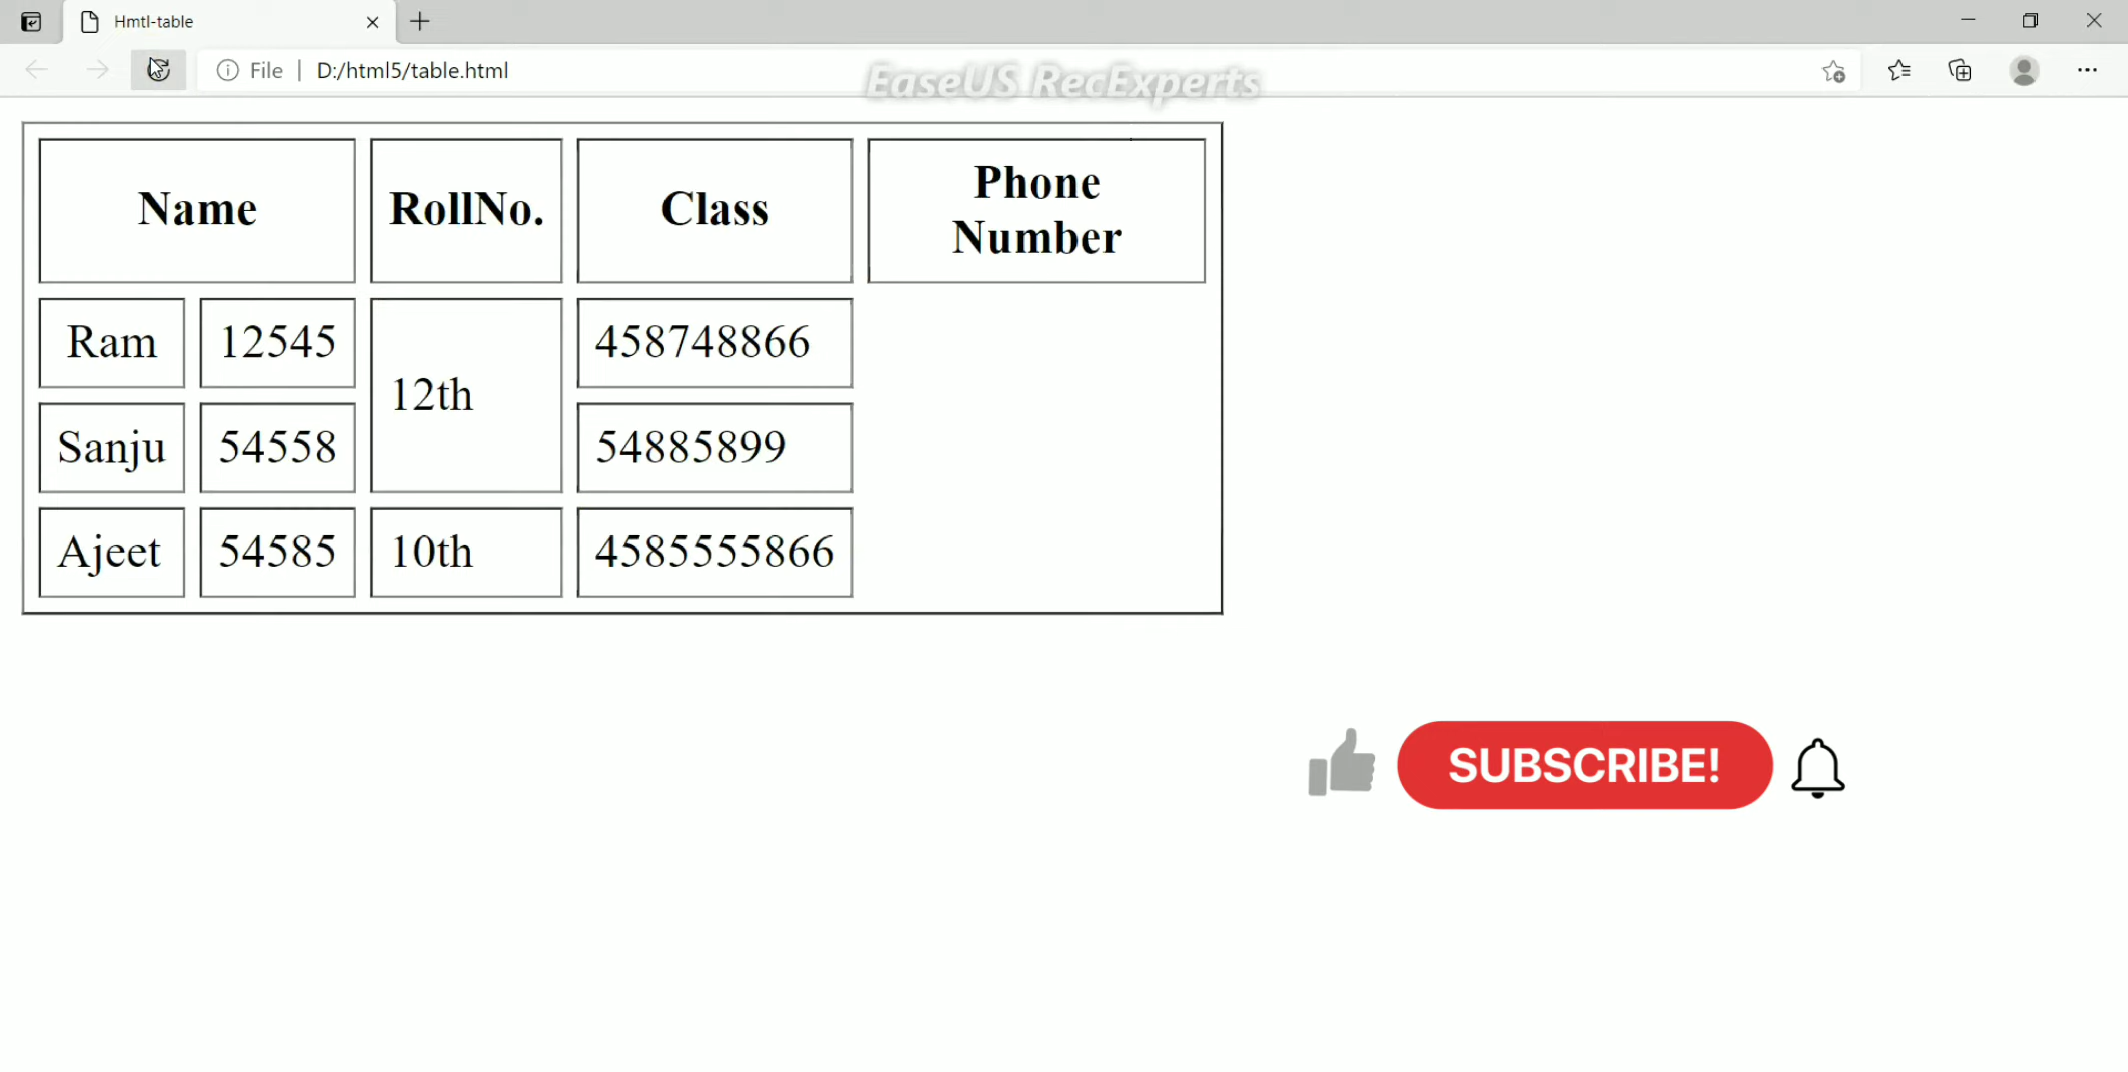 Hmtl-table
File | D:/html5/table.html
EaseUS RecExperts
Name RollNo. Class Phone Number
Ram 12545 12th 458748866
Sanju 54558 54885899
Ajeet 54585 10th 4585555866
SUBSCRIBE!